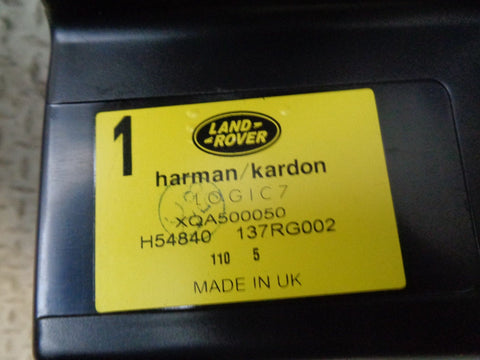 1
LAND-
-ROVER
harman/kardon
LOGIC7
XQA500050
H54840 137RG002
110 5
MADE IN UK